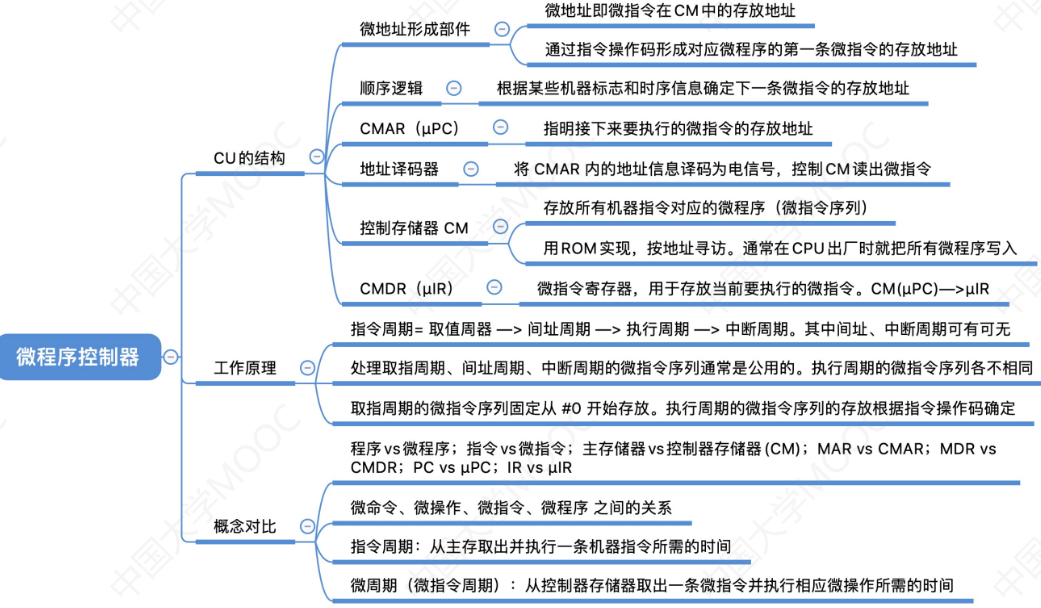 微程序控制器
CU的结构
微地址形成部件
微地址即微指令在CM中的存放地址
通过指令操作码形成对应微程序的第一条微指令的存放地址
顺序逻辑
根据某些机器标志和时序信息确定下一条微指令的存放地址
CMAR（μPC）
指明接下来要执行的微指令的存放地址
地址译码器
将 CMAR 内的地址信息译码为电信号，控制CM读出微指令
控制存储器 CM
存放所有机器指令对应的微程序（微指令序列）
用ROM实现，按地址寻访。通常在CPU出厂时就把所有微程序写入
CMDR（μIR）
微指令寄存器，用于存放当前要执行的微指令。CM(μPC)—>μIR
工作原理
指令周期= 取值周器 —> 间址周期 —> 执行周期 —> 中断周期。其中间址、中断周期可有可无
处理取指周期、间址周期、中断周期的微指令序列通常是公用的。执行周期的微指令序列各不相同
取指周期的微指令序列固定从 #0 开始存放。执行周期的微指令序列的存放根据指令操作码确定
概念对比
程序vs微程序；指令vs微指令；主存储器vs控制器存储器(CM)；MAR vs CMAR；MDR vs
CMDR；PC vs μPC；IR vs μIR
微命令、微操作、微指令、微程序 之间的关系
指令周期：从主存取出并执行一条机器指令所需的时间
微周期（微指令周期）：从控制器存储器取出一条微指令并执行相应微操作所需的时间
中国大学MOOC